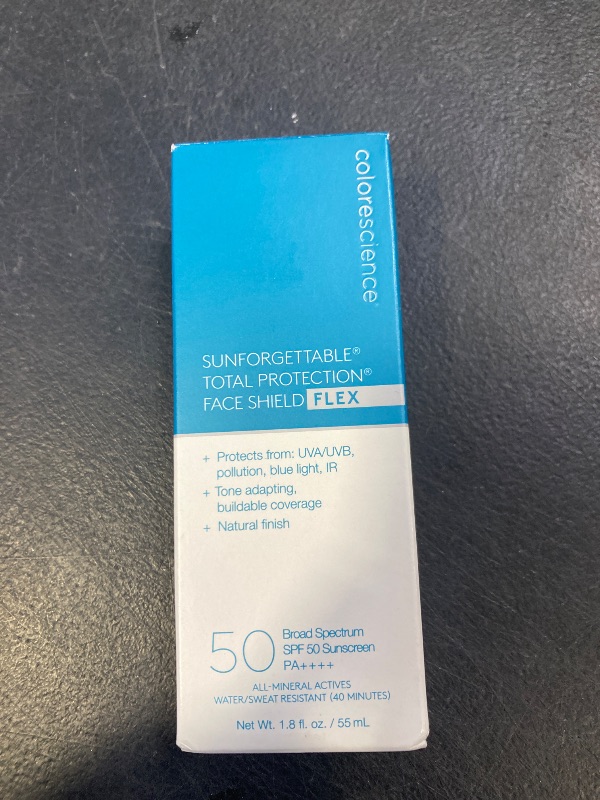 colorescience®
SUNFORGETTABLE®
TOTAL PROTECTION®
FACE SHIELD FLEX
+ Protects from: UVA/UVB,
pollution, blue light, IR
+ Tone adapting,
buildable coverage
+ Natural finish
50
Broad Spectrum
SPF 50 Sunscreen
PA++++
ALL-MINERAL ACTIVES
WATER/SWEAT RESISTANT (40 MINUTES)
Net Wt. 1.8 fl. oz. / 55 mL